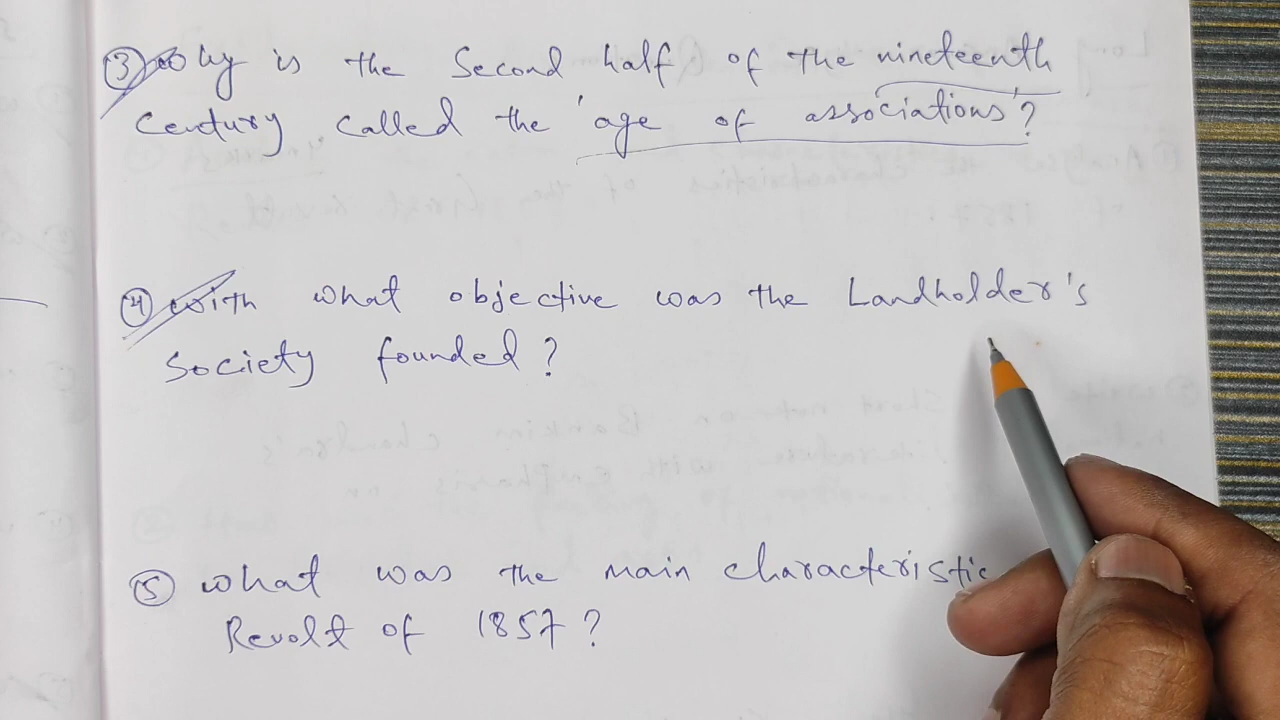 ③ Why is the Second half of the nineteenth
Century called the 'age of associations'?
④ With what objective was the Landholder's
Society founded?
⑤ What was the main characteristic
Revolt of 1857?